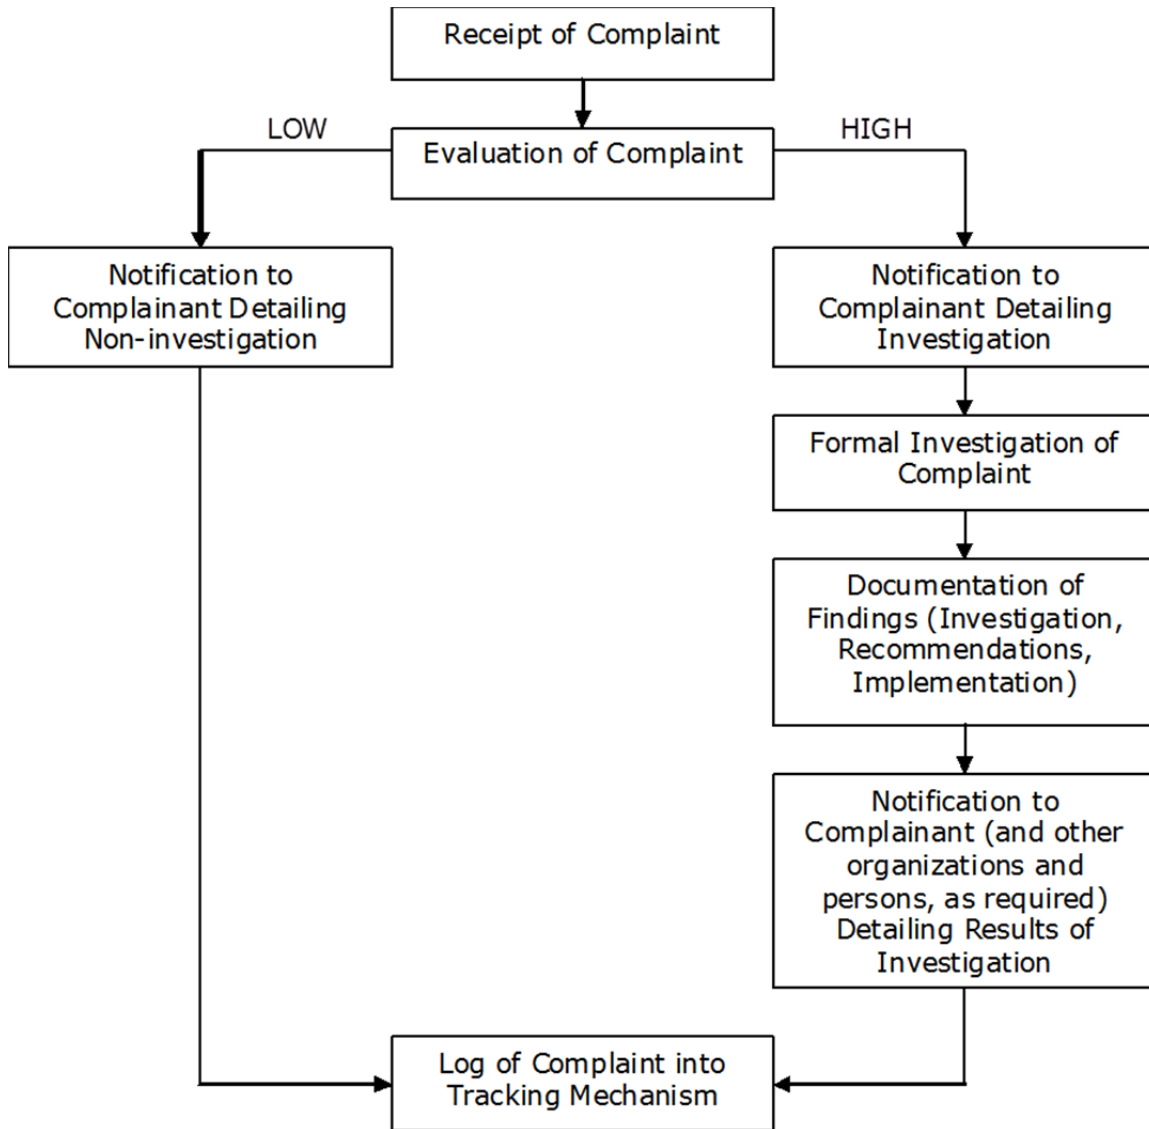 Receipt of Complaint
LOW
HIGH
Evaluation of Complaint
Notification to
Complainant Detailing
Non-investigation
Notification to
Complainant Detailing
Investigation
Formal Investigation of
Complaint
Documentation of
Findings (Investigation,
Recommendations,
Implementation)
Notification to
Complainant (and other
organizations and
persons, as required)
Detailing Results of
Investigation
Log of Complaint into
Tracking Mechanism